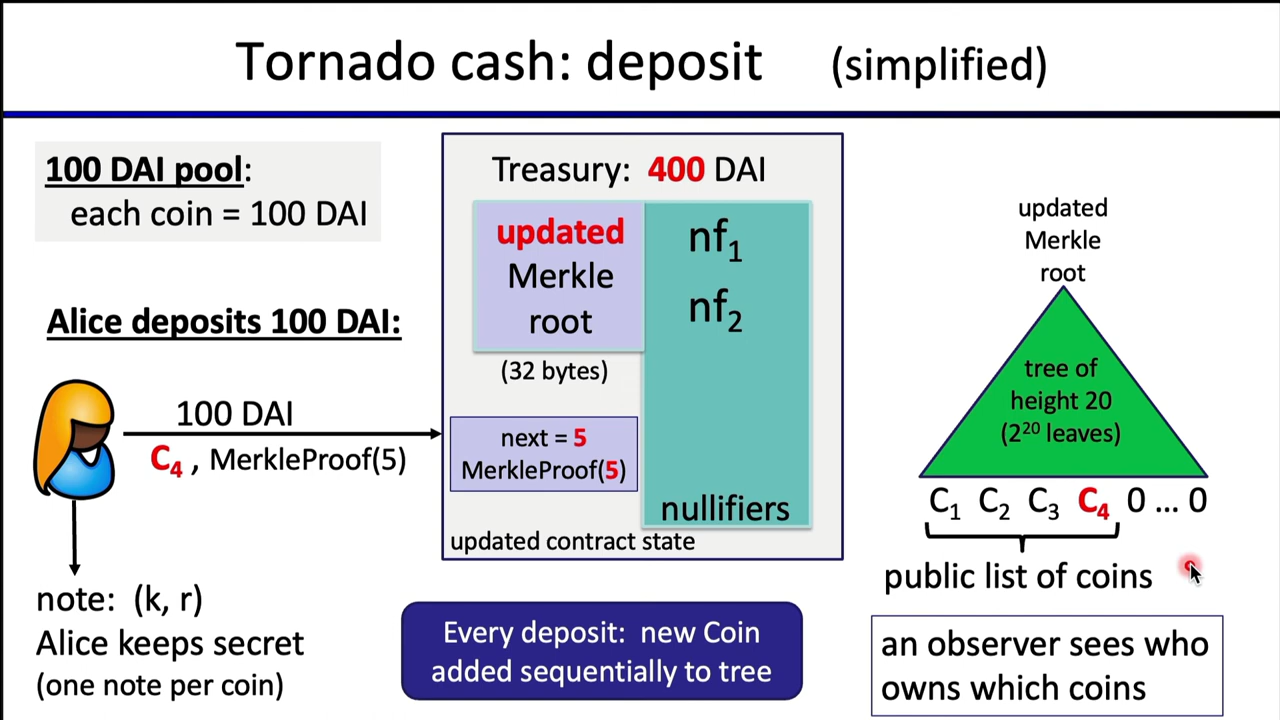 Tornado cash: deposit (simplified)
100 DAI pool:
each coin = 100 DAI
Alice deposits 100 DAI:
100 DAI
C₄ , MerkleProof(5)
note: (k, r)
Alice keeps secret
(one note per coin)
Treasury: 400 DAI
updated
Merkle
root
(32 bytes)
next = 5
MerkleProof(5)
nf₁
nf₂
nullifiers
updated contract state
Every deposit: new Coin
added sequentially to tree
updated
Merkle
root
tree of
height 20
(2²⁰ leaves)
C₁ C₂ C₃ C₄ 0 ... 0
public list of coins
an observer sees who
owns which coins